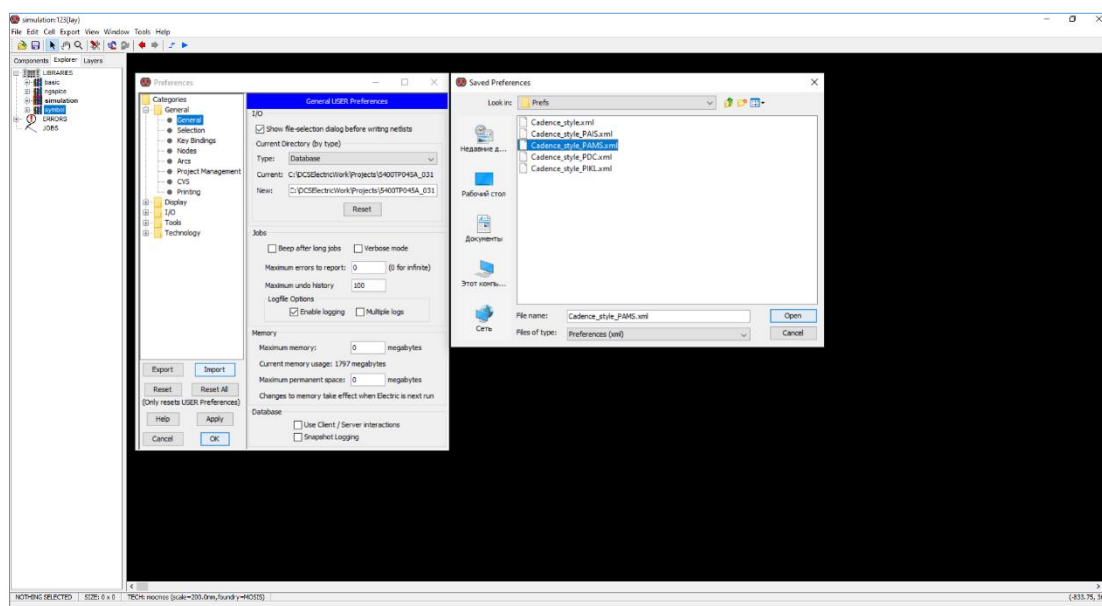 simulation:123{lay}
File Edit Cell Export View Window Tools Help
Components Explorer Layers
LIBRARIES
basic
ngspice
simulation
symbol
ERRORS
JOBS
Preferences
Categories
General
General
Selection
Key Bindings
Nodes
Arcs
Project Management
CVS
Printing
Display
I/O
Tools
Technology
Export Import
Reset Reset All
(Only resets USER Preferences)
Help Apply
Cancel OK
General USER Preferences
I/O
Show file-selection dialog before writing netlists
Current Directory (by type)
Type: Database
Current: C:\DCSElectricWork\Projects\5400TP045A_031
New: C:\DCSElectricWork\Projects\5400TP045A_031
Reset
Jobs
Beep after long jobs Verbose mode
Maximum errors to report: 0 (0 for infinite)
Maximum undo history 100
Logfile Options
Enable logging Multiple logs
Memory
Maximum memory: 0 megabytes
Current memory usage: 1797 megabytes
Maximum permanent space: 0 megabytes
Changes to memory take effect when Electric is next run
Database
Use Client / Server interactions
Snapshot Logging
Saved Preferences
Look in: Prefs
Недавние д...
Рабочий стол
Документы
Этот компь...
Сеть
Cadence_style.xml
Cadence_style_PAIS.xml
Cadence_style_PAMS.xml
Cadence_style_PDC.xml
Cadence_style_PIKL.xml
File name: Cadence_style_PAMS.xml Open
Files of type: Preferences (xml) Cancel
NOTHING SELECTED SIZE: 0 x 0 TECH: mocmos (scale=200.0nm,foundry=MOSIS) (-833.75,